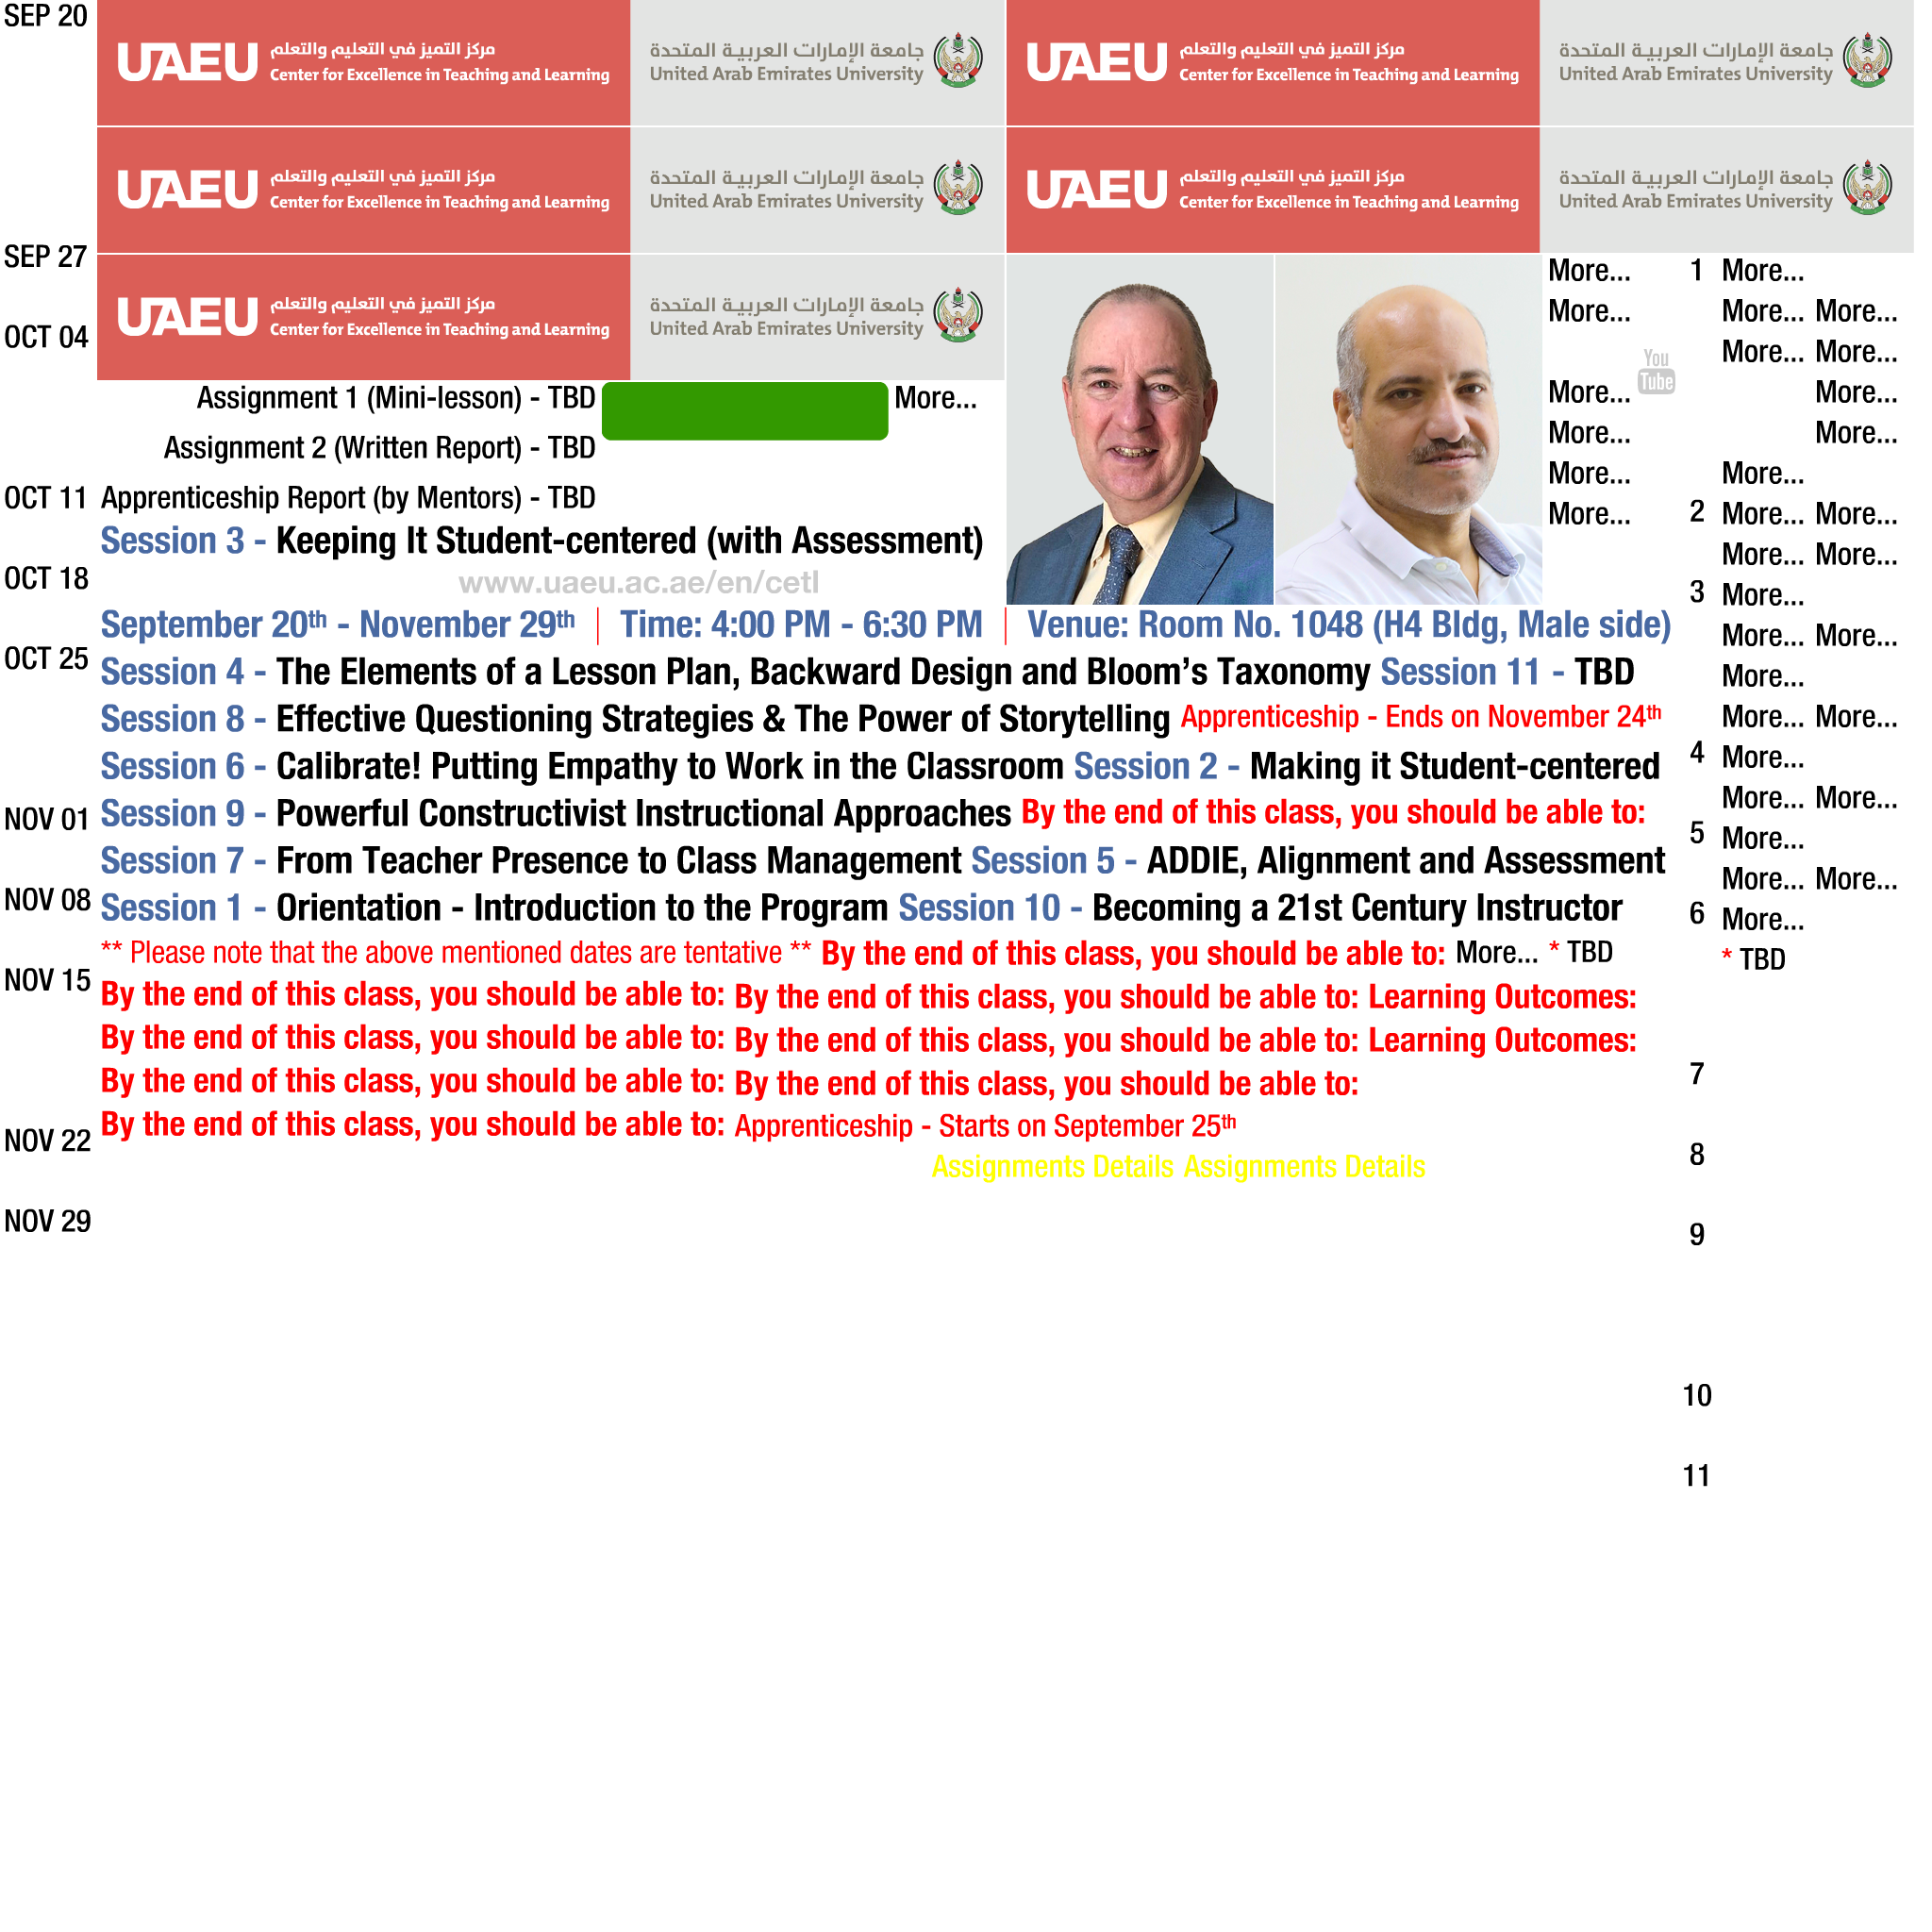 SEP 20
SEP 27
OCT 04
OCT 11
OCT 18
OCT 25
NOV 01
NOV 08
NOV 15
NOV 22
NOV 29
UAEU مركز التميز في التعليم والتعلم
Center for Excellence in Teaching and Learning
جامعة الإمارات العربية المتحدة
United Arab Emirates University
UAEU مركز التميز في التعليم والتعلم
Center for Excellence in Teaching and Learning
جامعة الإمارات العربية المتحدة
United Arab Emirates University
UAEU مركز التميز في التعليم والتعلم
Center for Excellence in Teaching and Learning
جامعة الإمارات العربية المتحدة
United Arab Emirates University
UAEU مركز التميز في التعليم والتعلم
Center for Excellence in Teaching and Learning
جامعة الإمارات العربية المتحدة
United Arab Emirates University
UAEU مركز التميز في التعليم والتعلم
Center for Excellence in Teaching and Learning
جامعة الإمارات العربية المتحدة
United Arab Emirates University
Assignment 1 (Mini-lesson) - TBD More...
Assignment 2 (Written Report) - TBD
Apprenticeship Report (by Mentors) - TBD
Session 3 - Keeping It Student-centered (with Assessment)
www.uaeu.ac.ae/en/cetl
September 20th - November 29th | Time: 4:00 PM - 6:30 PM | Venue: Room No. 1048 (H4 Bldg, Male side)
Session 4 - The Elements of a Lesson Plan, Backward Design and Bloom's Taxonomy Session 11 - TBD
Session 8 - Effective Questioning Strategies & The Power of Storytelling Apprenticeship - Ends on November 24th
Session 6 - Calibrate! Putting Empathy to Work in the Classroom Session 2 - Making it Student-centered
Session 9 - Powerful Constructivist Instructional Approaches By the end of this class, you should be able to:
Session 7 - From Teacher Presence to Class Management Session 5 - ADDIE, Alignment and Assessment
Session 1 - Orientation - Introduction to the Program Session 10 - Becoming a 21st Century Instructor
** Please note that the above mentioned dates are tentative ** By the end of this class, you should be able to: More... * TBD
By the end of this class, you should be able to: By the end of this class, you should be able to: Learning Outcomes:
By the end of this class, you should be able to: By the end of this class, you should be able to: Learning Outcomes:
By the end of this class, you should be able to: By the end of this class, you should be able to:
By the end of this class, you should be able to: Apprenticeship - Starts on September 25th
Assignments Details Assignments Details
More...
More...
You
Tube
More...
More...
More...
More...
1
2
3
4
5
6
7
8
9
10
11
More...
More... More...
More... More...
More...
More...
More...
More... More...
More... More...
More...
More... More...
More...
More... More...
More...
More... More...
More...
More... More...
More...
* TBD